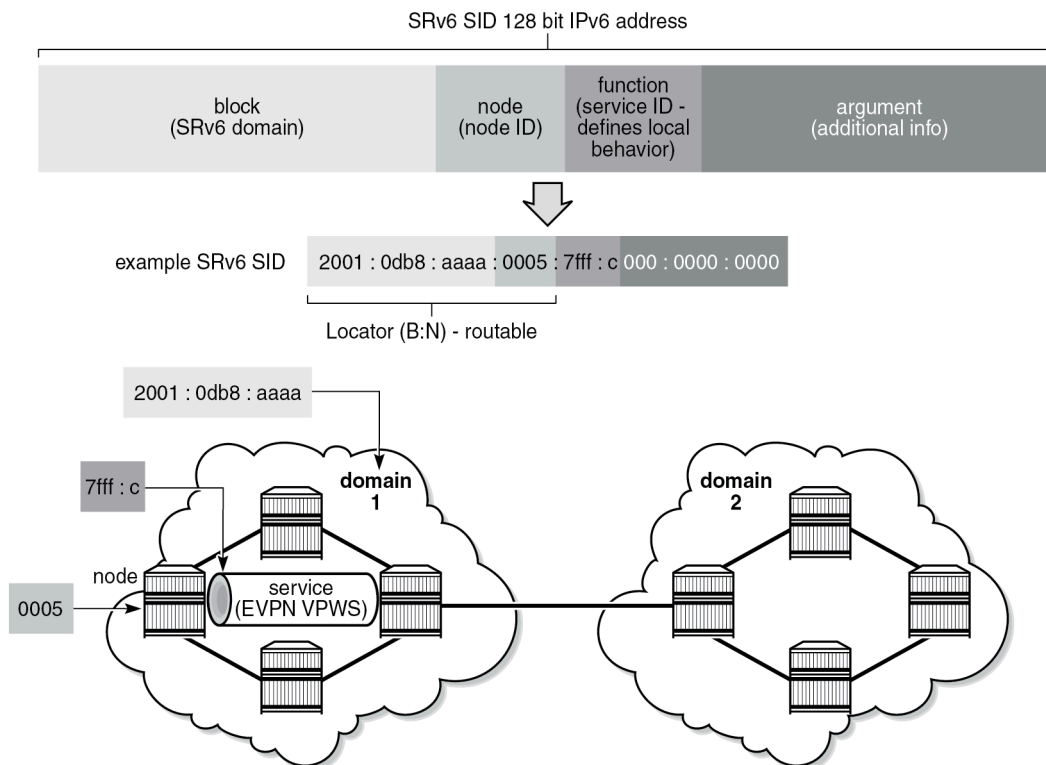 SRv6 SID 128 bit IPv6 address
block
(SRv6 domain)
node
(node ID)
function
(service ID -
defines local
behavior)
argument
(additional info)
example SRv6 SID
2001 : 0db8 : aaaa : 0005 : 7fff : c 000 : 0000 : 0000
Locator (B:N) - routable
2001 : 0db8 : aaaa
7fff : c
domain
1
domain
2
node
0005
service
(EVPN VPWS)